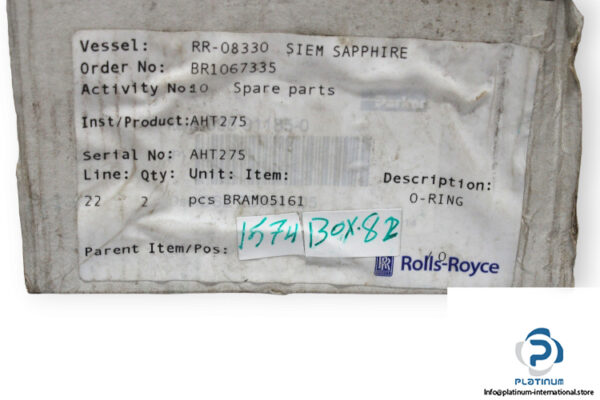 Vessel: RR-08330 SIEM SAPPHIRE
Order No: BR1067335
Activity No: 10 Spare parts
Inst/Product: AHT275
Serial No: AHT275
Line: Qty: Unit: Item: Description:
22 2 pcs BRAM05161 O-RING
Parent Item/Pos: 1574 BOX.82
RR Rolls-Royce
PLATINUM
Info@platinum-international.store